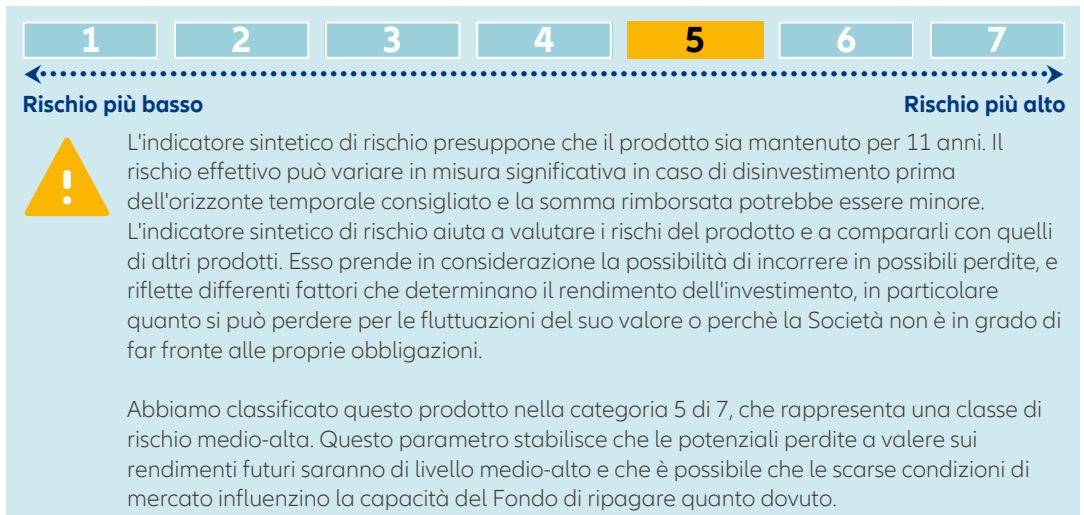 1 2 3 4 5 6 7
Rischio più basso Rischio più alto
L'indicatore sintetico di rischio presuppone che il prodotto sia mantenuto per 11 anni. Il
rischio effettivo può variare in misura significativa in caso di disinvestimento prima
dell'orizzonte temporale consigliato e la somma rimborsata potrebbe essere minore.
L'indicatore sintetico di rischio aiuta a valutare i rischi del prodotto e a compararli con quelli
di altri prodotti. Esso prende in considerazione la possibilità di incorrere in possibili perdite, e
riflette differenti fattori che determinano il rendimento dell'investimento, in particolare
quanto si può perdere per le fluttuazioni del suo valore o perchè la Società non è in grado di
far fronte alle proprie obbligazioni.
Abbiamo classificato questo prodotto nella categoria 5 di 7, che rappresenta una classe di
rischio medio-alta. Questo parametro stabilisce che le potenziali perdite a valere sui
rendimenti futuri saranno di livello medio-alto e che è possibile che le scarse condizioni di
mercato influenzino la capacità del Fondo di ripagare quanto dovuto.